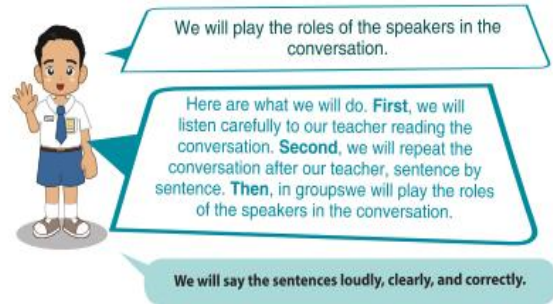 We will play the roles of the speakers in the
conversation.
Here are what we will do. First, we will
listen carefully to our teacher reading the
conversation. Second, we will repeat the
conversation after our teacher, sentence by
sentence. Then, in groupswe will play the roles
of the speakers in the conversation.
We will say the sentences loudly, clearly, and correctly.